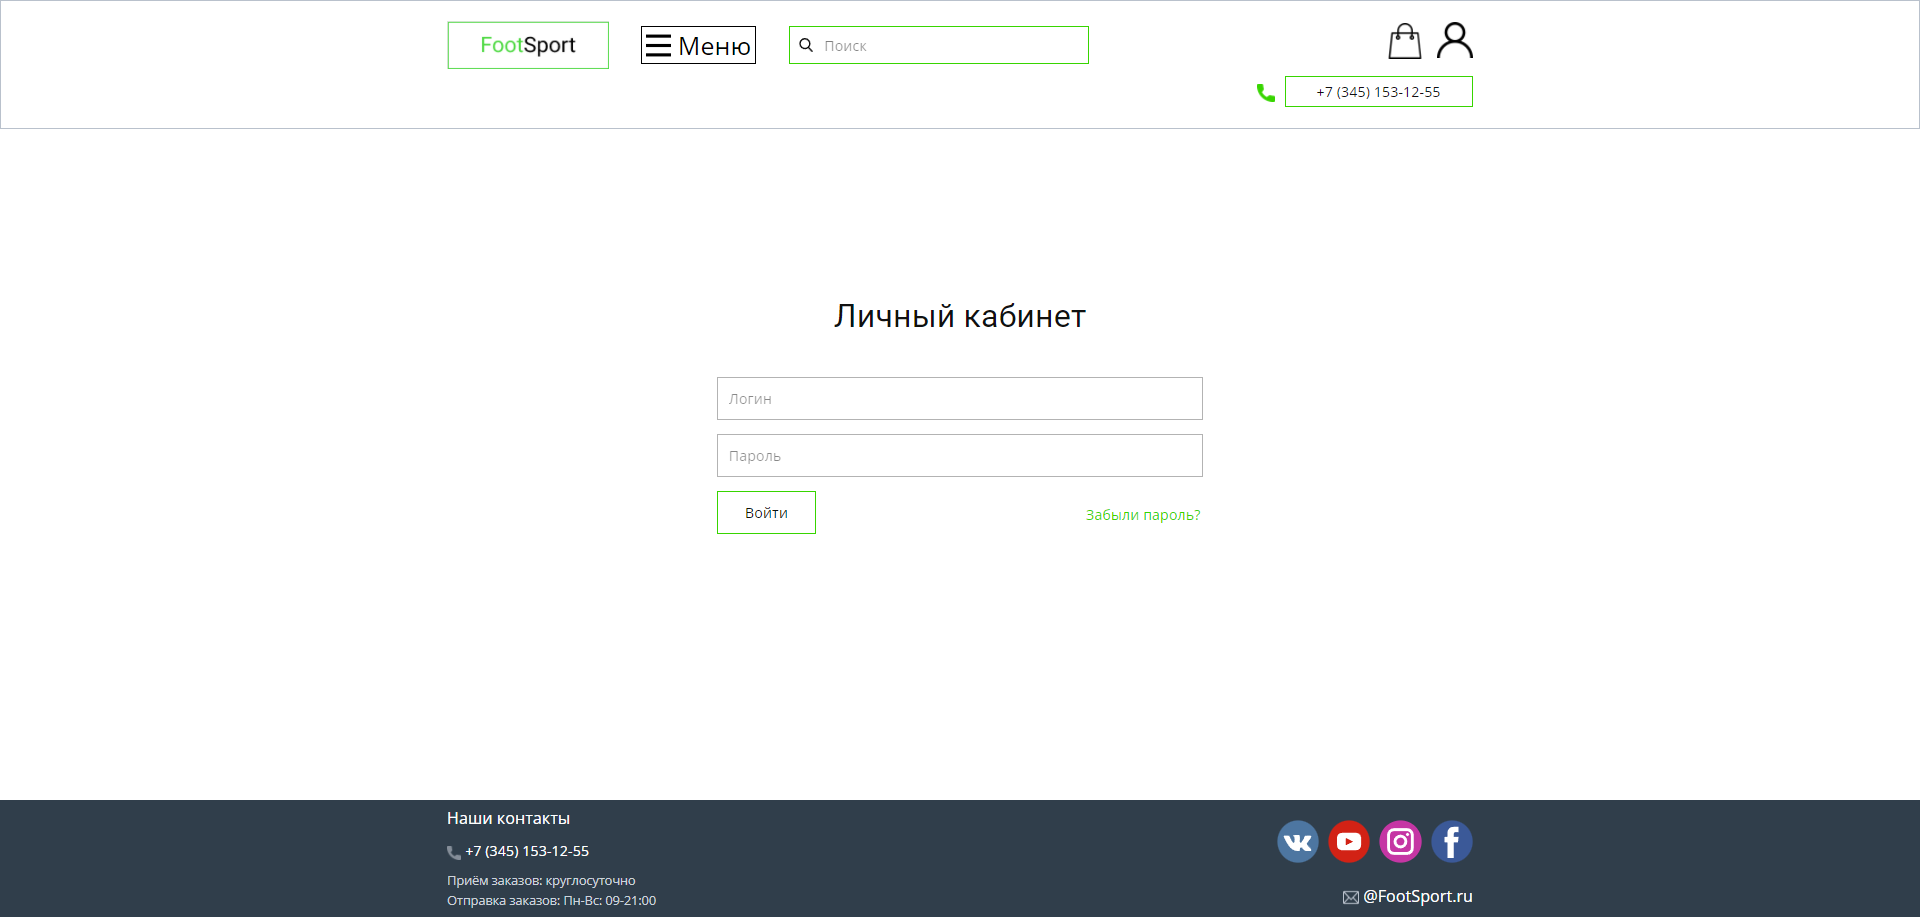 FootSport
Меню
Поиск
+7 (345) 153-12-55
Личный кабинет
Логин
Пароль
Войти
Забыли пароль?
Наши контакты
+7 (345) 153-12-55
Приём заказов: круглосуточно
Отправка заказов: Пн-Вс: 09-21:00
@FootSport.ru